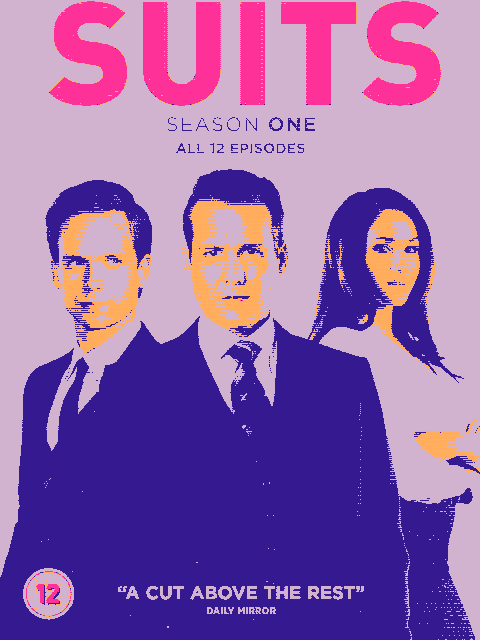 SUITS
SEASON ONE
ALL 12 EPISODES
12
“A CUT ABOVE THE REST”
DAILY MIRROR